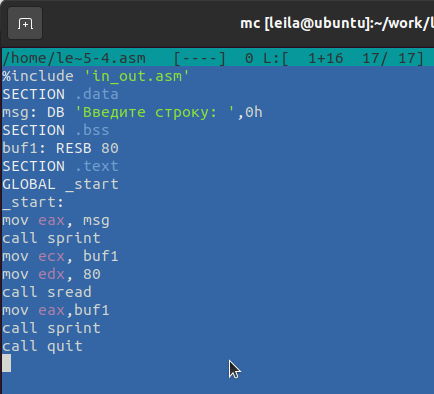 mc [leila@ubuntu]:~/work/l
/home/le~5-4.asm [----] 0 L:[ 1+16 17/ 17]
%include 'in_out.asm'
SECTION .data
msg: DB 'Введите строку: ',0h
SECTION .bss
buf1: RESB 80
SECTION .text
GLOBAL _start
_start:
mov eax, msg
call sprint
mov ecx, buf1
mov edx, 80
call sread
mov eax,buf1
call sprint
call quit